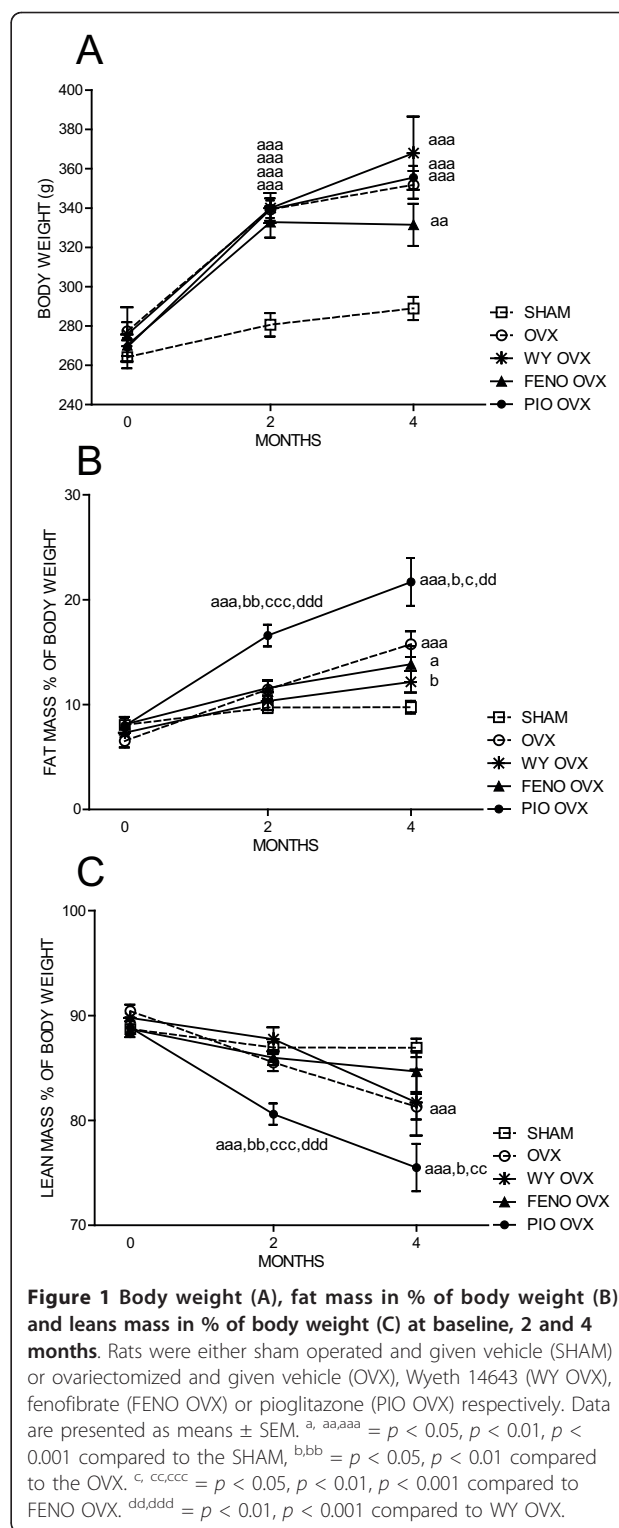 A
400
380
360
340
320
300
280
260
240
BODY WEIGHT (g)
aaa
aaa
aaa
aaa
aaa
aaa
aaa
aa
SHAM
OVX
WY OVX
FENO OVX
PIO OVX
0 2 4
MONTHS
B
30
20
10
0
FAT MASS % OF BODY WEIGHT
aaa,bb,ccc,ddd
aaa,b,c,dd
aaa
a
b
SHAM
OVX
WY OVX
FENO OVX
PIO OVX
0 2 4
MONTHS
C
100
90
80
70
LEAN MASS % OF BODY WEIGHT
aaa
aaa,bb,ccc,ddd
aaa,b,cc
SHAM
OVX
WY OVX
FENO OVX
PIO OVX
0 2 4
MONTHS
Figure 1 Body weight (A), fat mass in % of body weight (B)
and leans mass in % of body weight (C) at baseline, 2 and 4
months. Rats were either sham operated and given vehicle (SHAM)
or ovariectomized and given vehicle (OVX), Wyeth 14643 (WY OVX),
fenofibrate (FENO OVX) or pioglitazone (PIO OVX) respectively. Data
are presented as means ± SEM. a, aa,aaa = p < 0.05, p < 0.01, p <
0.001 compared to the SHAM, b,bb = p < 0.05, p < 0.01 compared
to the OVX. c, cc,ccc = p < 0.05, p < 0.01, p < 0.001 compared to
FENO OVX. dd,ddd = p < 0.01, p < 0.001 compared to WY OVX.